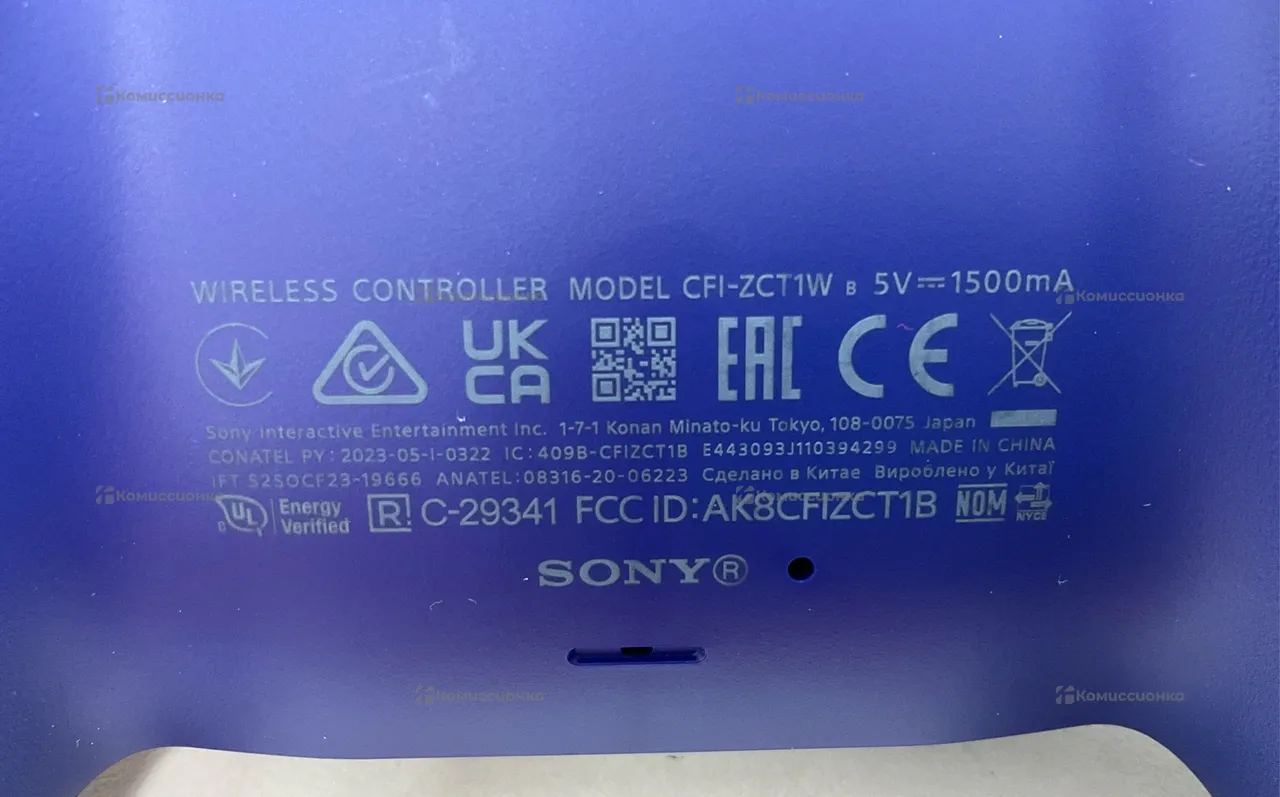 WIRELESS CONTROLLER MODEL CFI-ZCT1W B 5V⎓1500mA
UK CA EAC CE
Sony Interactive Entertainment Inc. 1-7-1 Konan Minato-ku Tokyo, 108-0075 Japan
CONATEL PY: 2023-05-I-0322 IC: 409B-CFIZCT1B E443093J110394299 MADE IN CHINA
IFT S2SOCF23-19666 ANATEL:08316-20-06223 Сделано в Китае Вироблено у Китаї
UL Energy Verified R C-29341 FCC ID:AK8CFIZCT1B NOM NYCE
SONY®
Комиссионка
Комиссионка
Комиссионка
Комиссионка
Комиссионка
Комиссионка
Комиссионка
Комиссионка